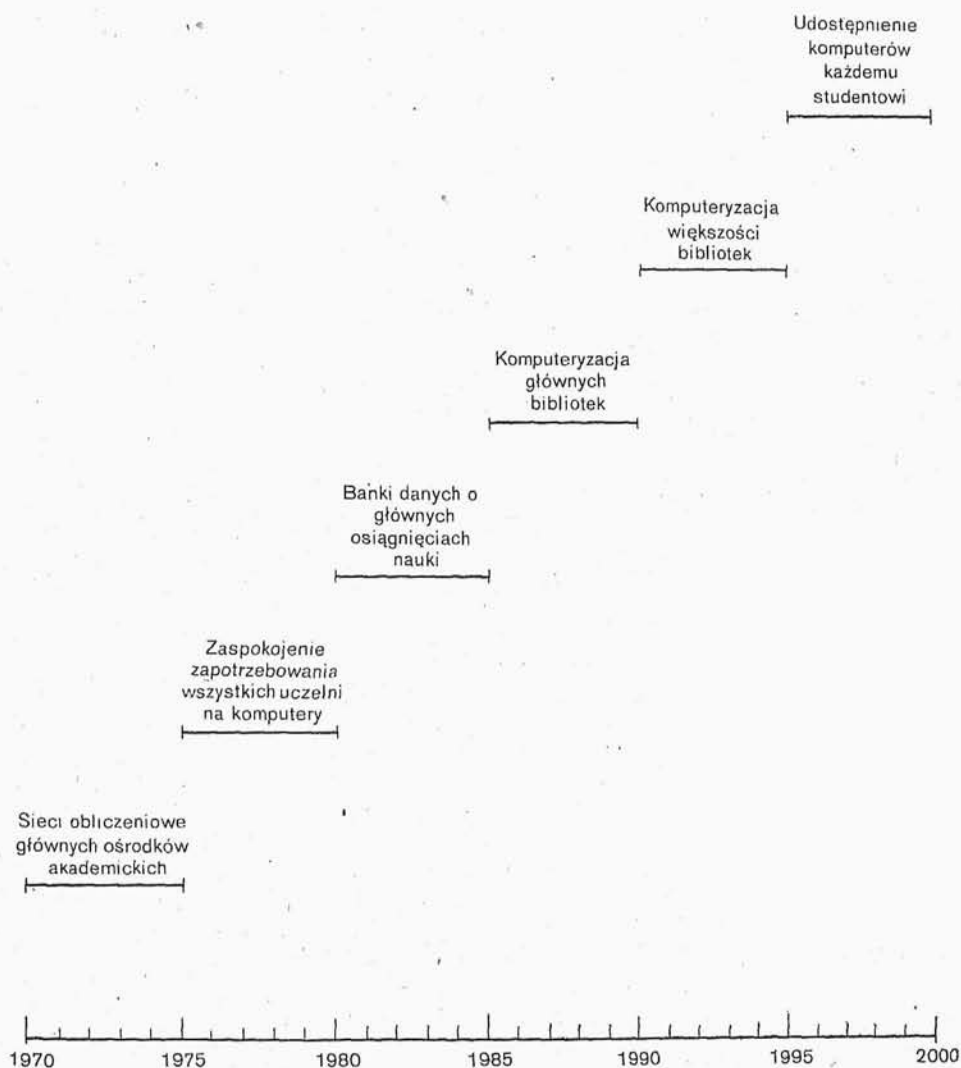 Udostępnienie
komputerów
każdemu
studentowi
Komputeryzacja
większości
bibliotek
Komputeryzacja
głównych
bibliotek
Banki danych o
głównych
osiągnięciach
nauki
Zaspokojenie
zapotrzebowania
wszystkich uczelni
na komputery
Sieci obliczeniowe
głównych ośrodków
akademickich
1970 1975 1980 1985 1990 1995 2000